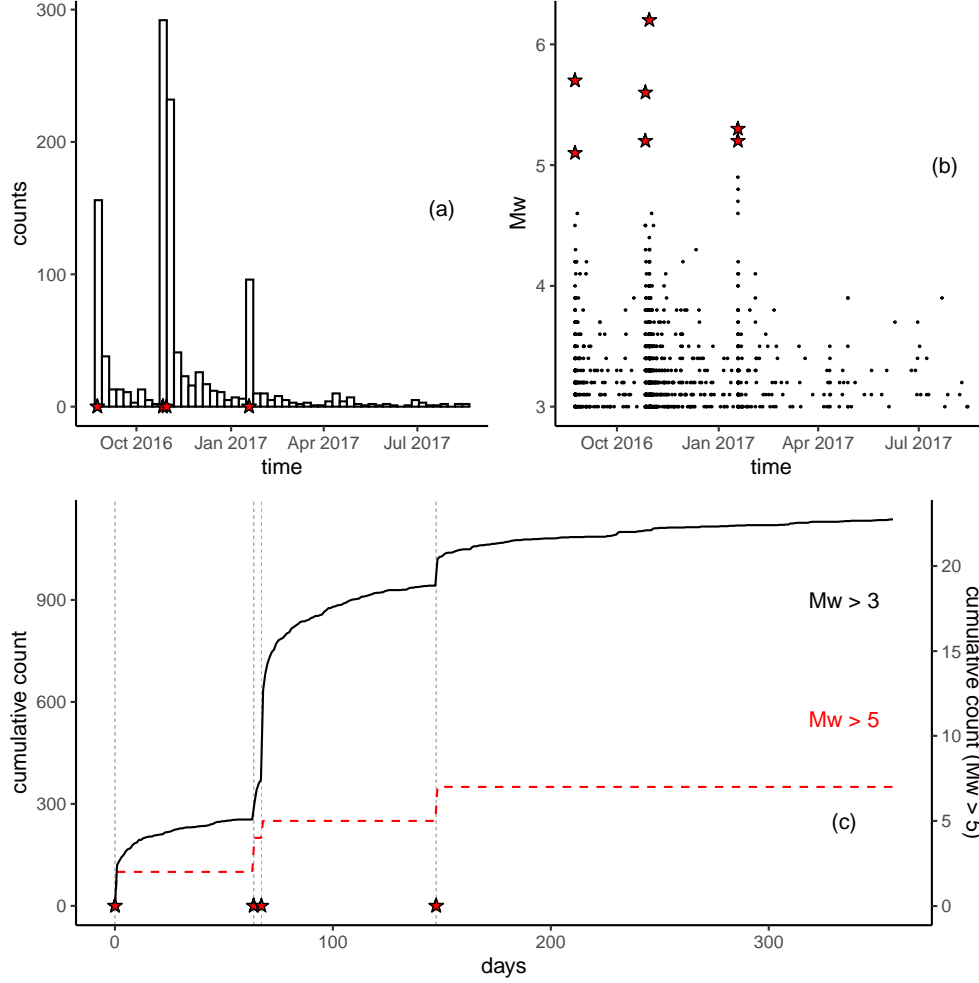 300
200
100
0
counts
(a)
Oct 2016 Jan 2017 Apr 2017 Jul 2017
time
6
5
4
3
Mw
(b)
Oct 2016 Jan 2017 Apr 2017 Jul 2017
time
900
600
300
0
cumulative count
Mw > 3
Mw > 5
(c)
20
15
10
5
0
cumulative count (Mw > 5)
0 100 200 300
days